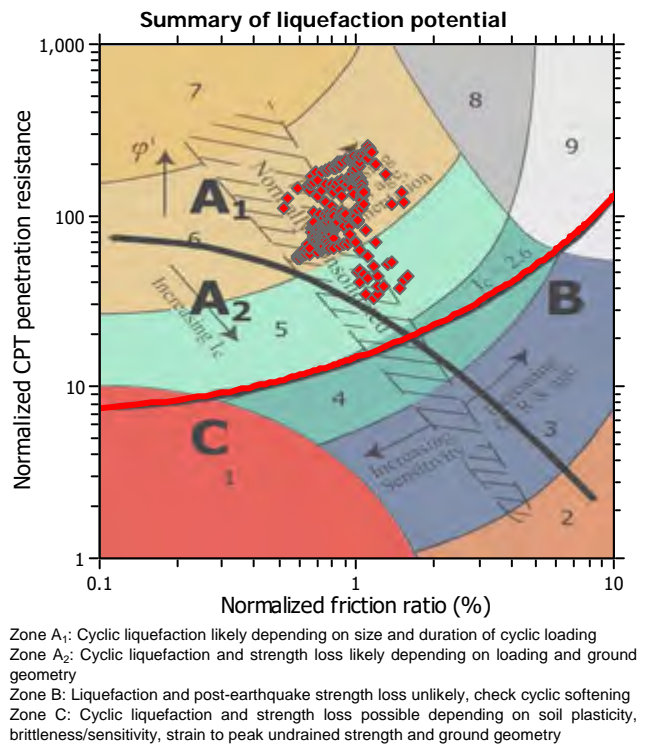 Summary of liquefaction potential
Normalized CPT penetration resistance
1,000
100
10
1
7
8
9
φ'
A1
6
A2
Increasing Ic
5
Ic = 2.6
B
4
C
1
Increasing
Sensitivity
3
2
0.1
1
10
Normalized friction ratio (%)
Zone A1: Cyclic liquefaction likely depending on size and duration of cyclic loading
Zone A2: Cyclic liquefaction and strength loss likely depending on loading and ground
geometry
Zone B: Liquefaction and post-earthquake strength loss unlikely, check cyclic softening
Zone C: Cyclic liquefaction and strength loss possible depending on soil plasticity,
brittleness/sensitivity, strain to peak undrained strength and ground geometry